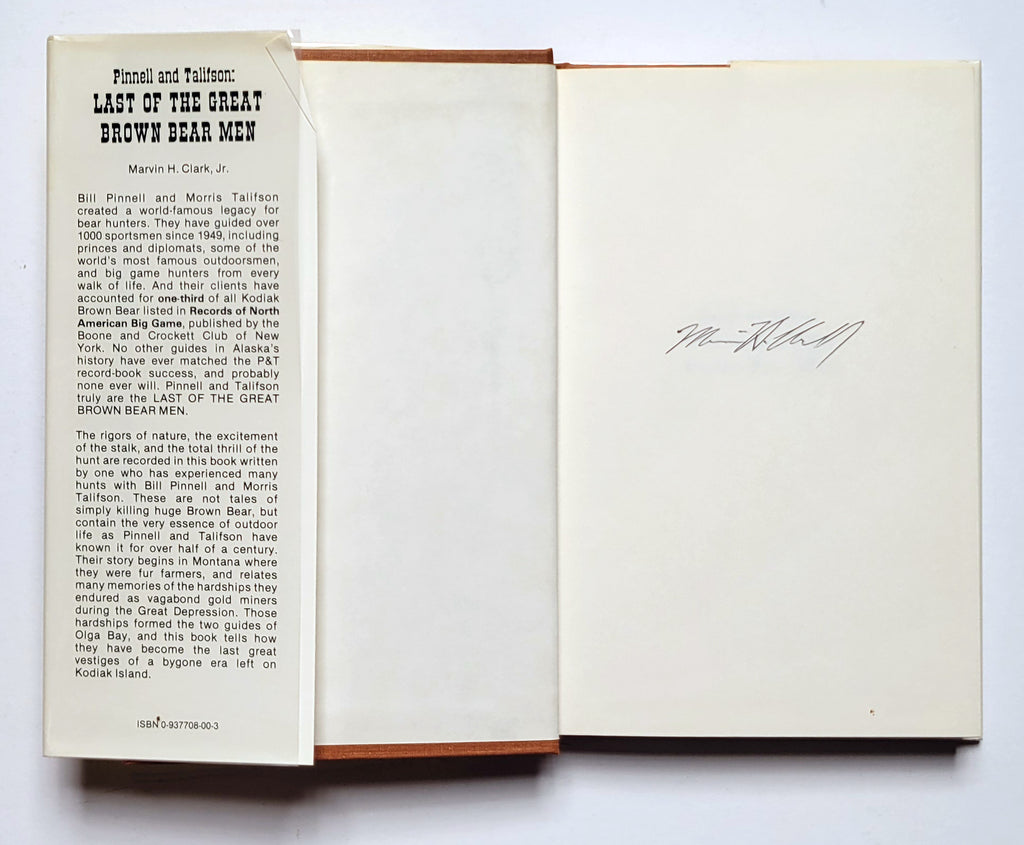 Pinnell and Talifson:
LAST OF THE GREAT
BROWN BEAR MEN
Marvin H. Clark, Jr.
Bill Pinnell and Morris Talifson
created a world-famous legacy for
bear hunters. They have guided over
1000 sportsmen since 1949, including
princes and diplomats, some of the
world's most famous outdoorsmen,
and big game hunters from every
walk of life. And their clients have
accounted for one-third of all Kodiak
Brown Bear listed in Records of North
American Big Game, published by the
Boone and Crockett Club of New
York. No other guides in Alaska's
history have ever matched the P&T
record-book success, and probably
none ever will. Pinnell and Talifson
truly are the LAST OF THE GREAT
BROWN BEAR MEN.
The rigors of nature, the excitement
of the stalk, and the total thrill of the
hunt are recorded in this book written
by one who has experienced many
hunts with Bill Pinnell and Morris
Talifson. These are not tales of
simply killing huge Brown Bear, but
contain the very essence of outdoor
life as Pinnell and Talifson have
known it for over half of a century.
Their story begins in Montana where
they were fur farmers, and relates
many memories of the hardships they
endured as vagabond gold miners
during the Great Depression. Those
hardships formed the two guides of
Olga Bay, and this book tells how
they have become the last great
vestiges of a bygone era left on
Kodiak Island.
ISBN 0-937708-00-3